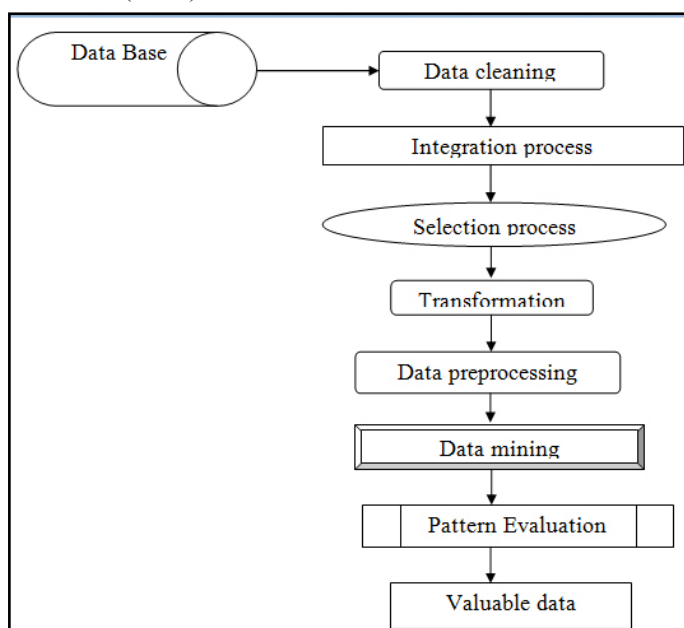 Data Base
Data cleaning
Integration process
Selection process
Transformation
Data preprocessing
Data mining
Pattern Evaluation
Valuable data